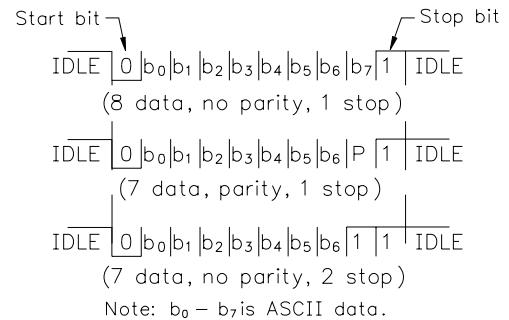 Start bit Stop bit
IDLE 0 b₀ b₁ b₂ b₃ b₄ b₅ b₆ b₇ 1 IDLE
(8 data, no parity, 1 stop)
IDLE 0 b₀ b₁ b₂ b₃ b₄ b₅ b₆ P 1 IDLE
(7 data, parity, 1 stop)
IDLE 0 b₀ b₁ b₂ b₃ b₄ b₅ b₆ 1 1 IDLE
(7 data, no parity, 2 stop)
Note: b₀ – b₇ is ASCII data.